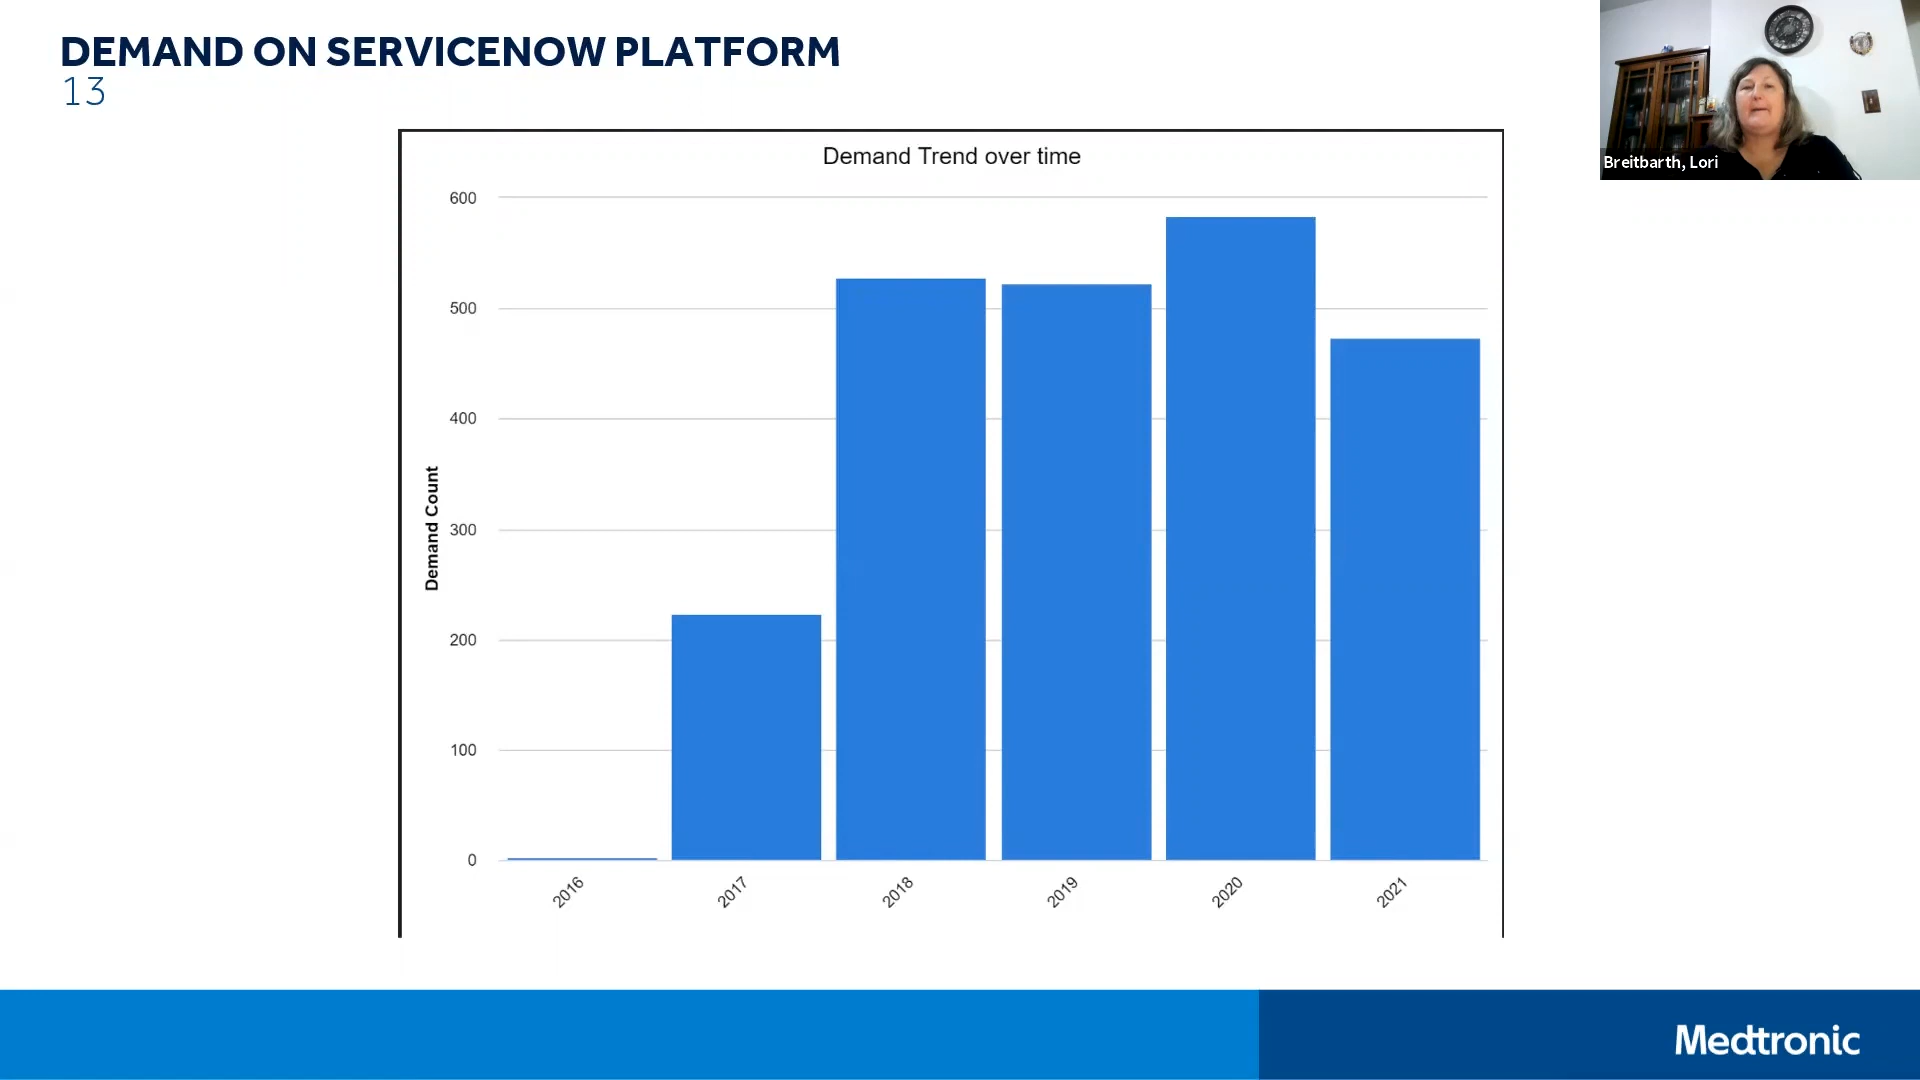 DEMAND ON SERVICENOW PLATFORM
13
Breitbarth, Lori
Demand Trend over time
600
500
400
300
200
100
0
Demand Count
2016
2017
2018
2019
2020
2021
Medtronic